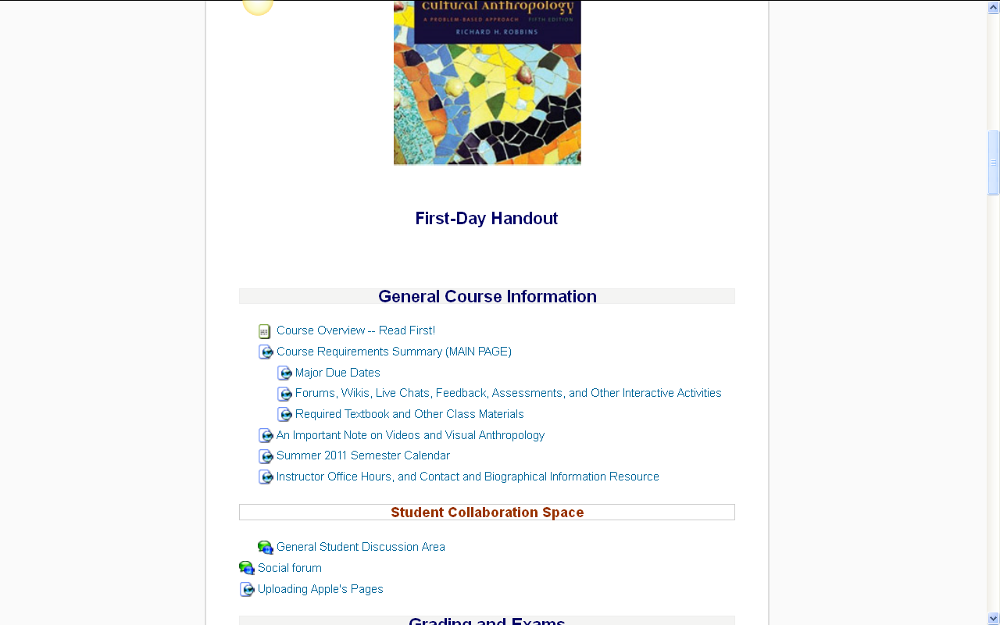 cultural Anthropology
A PROBLEM-BASED APPROACH FIFTH EDITION
RICHARD H. ROBBINS
First-Day Handout
General Course Information
Course Overview -- Read First!
Course Requirements Summary (MAIN PAGE)
Major Due Dates
Forums, Wikis, Live Chats, Feedback, Assessments, and Other Interactive Activities
Required Textbook and Other Class Materials
An Important Note on Videos and Visual Anthropology
Summer 2011 Semester Calendar
Instructor Office Hours, and Contact and Biographical Information Resource
Student Collaboration Space
General Student Discussion Area
Social forum
Uploading Apple's Pages
Grading and Exams